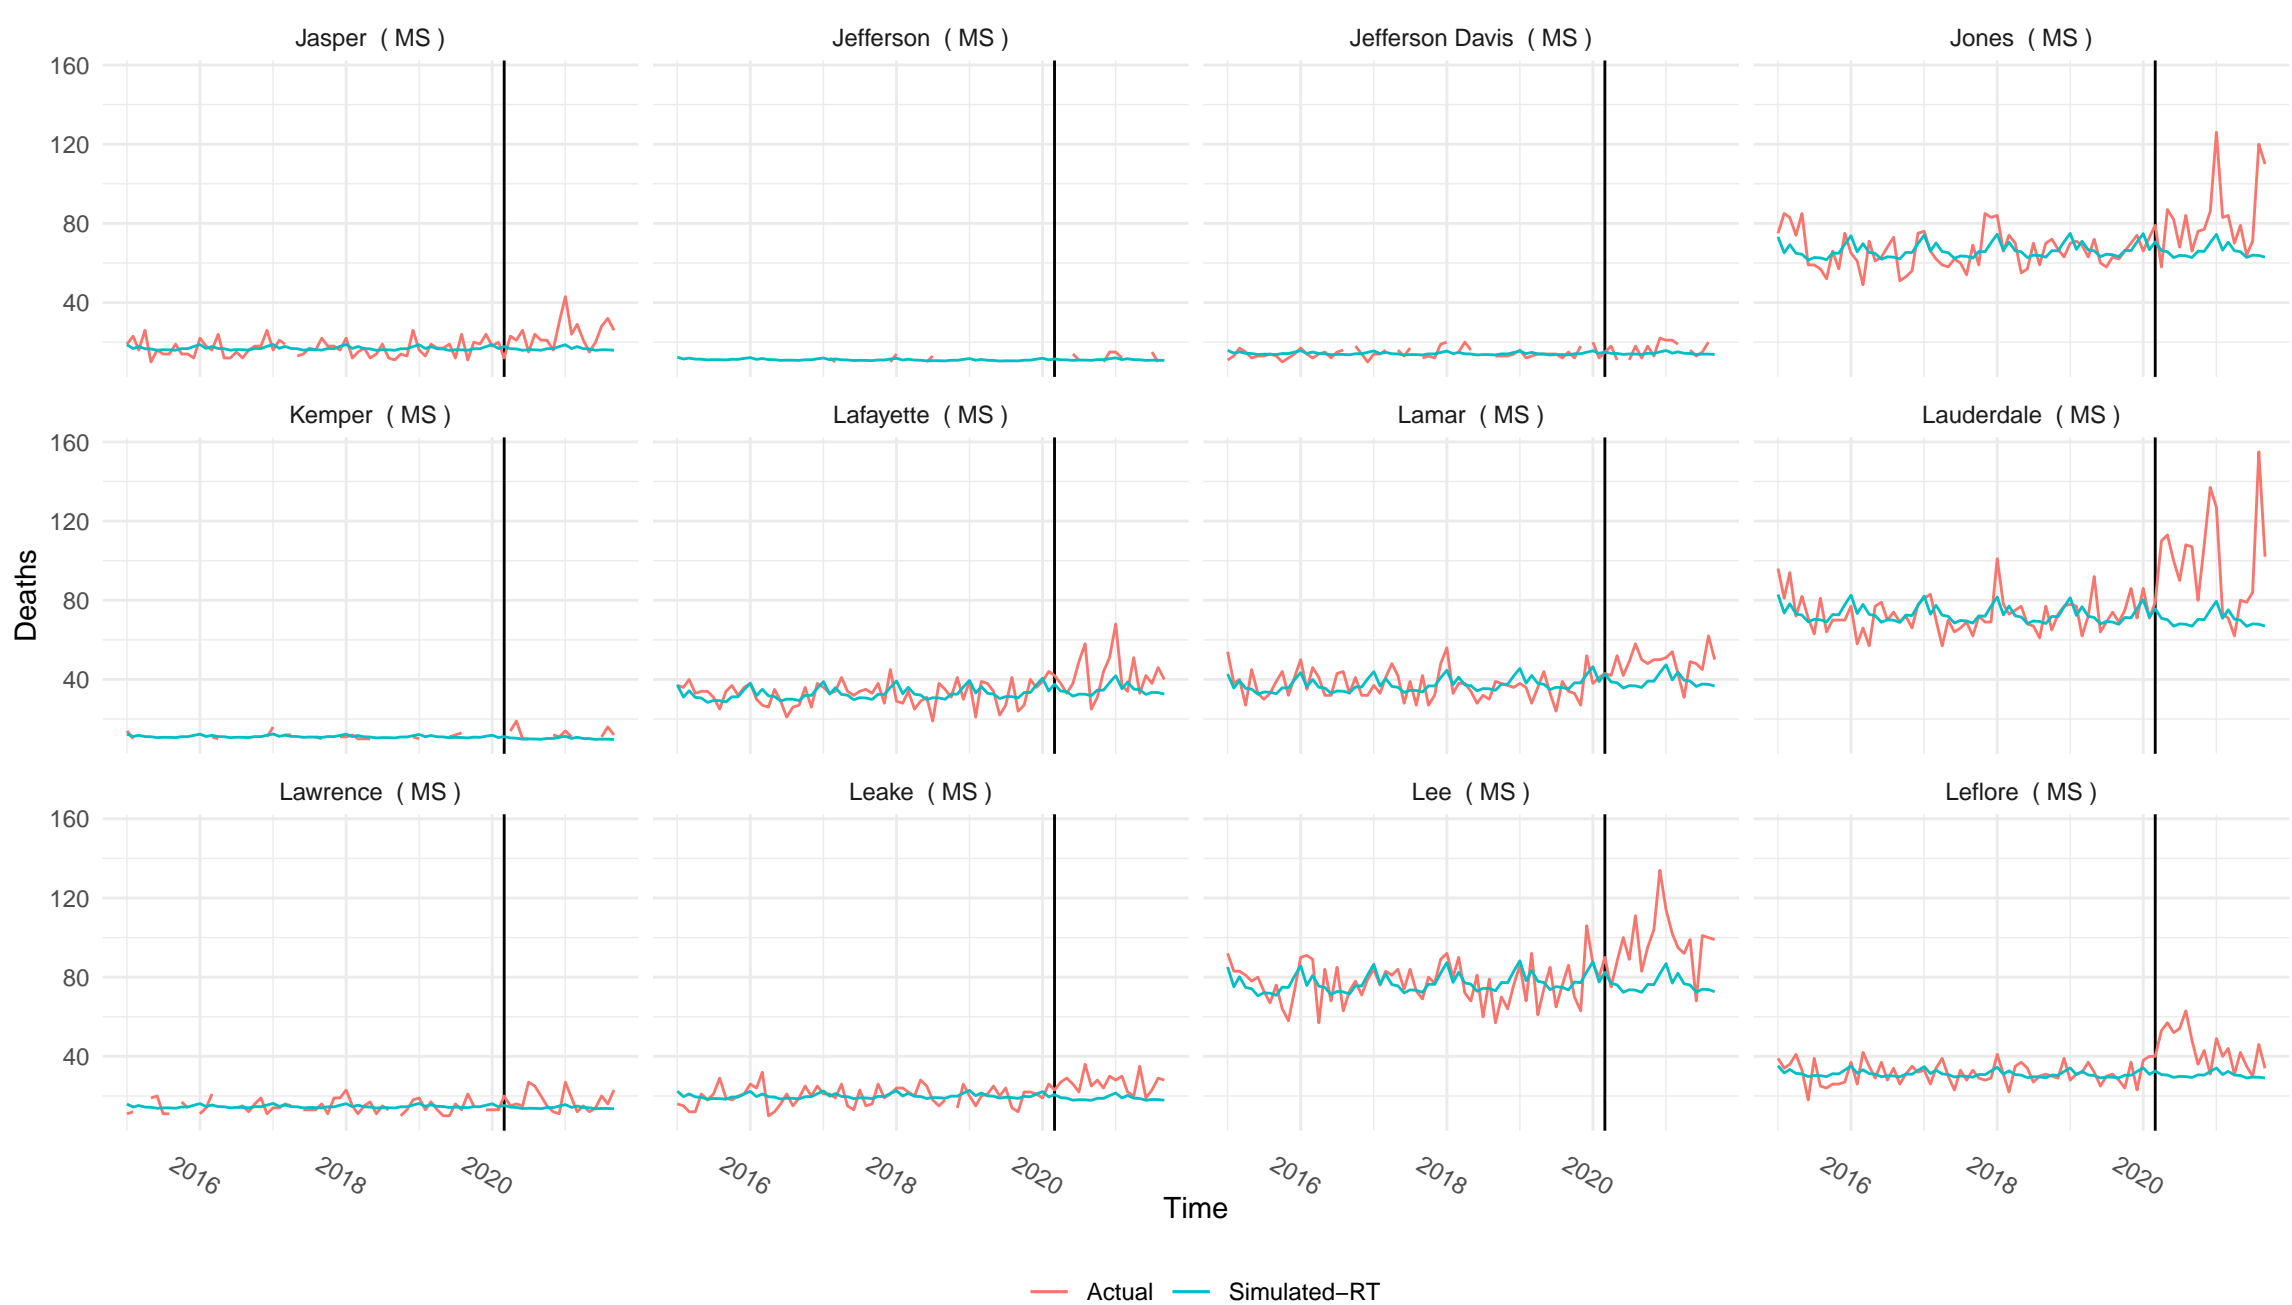 Jasper  ( MS )
Jefferson  ( MS )
Jefferson Davis  ( MS )
Jones  ( MS )
160
120
80
40
Kemper  ( MS )
Lafayette  ( MS )
Lamar  ( MS )
Lauderdale  ( MS )
160
120
80
40
Deaths
Lawrence  ( MS )
Leake  ( MS )
Lee  ( MS )
Leflore  ( MS )
160
120
80
40
2016 2018 2020
2016 2018 2020
2016 2018 2020
2016 2018 2020
Time
Actual
Simulated−RT